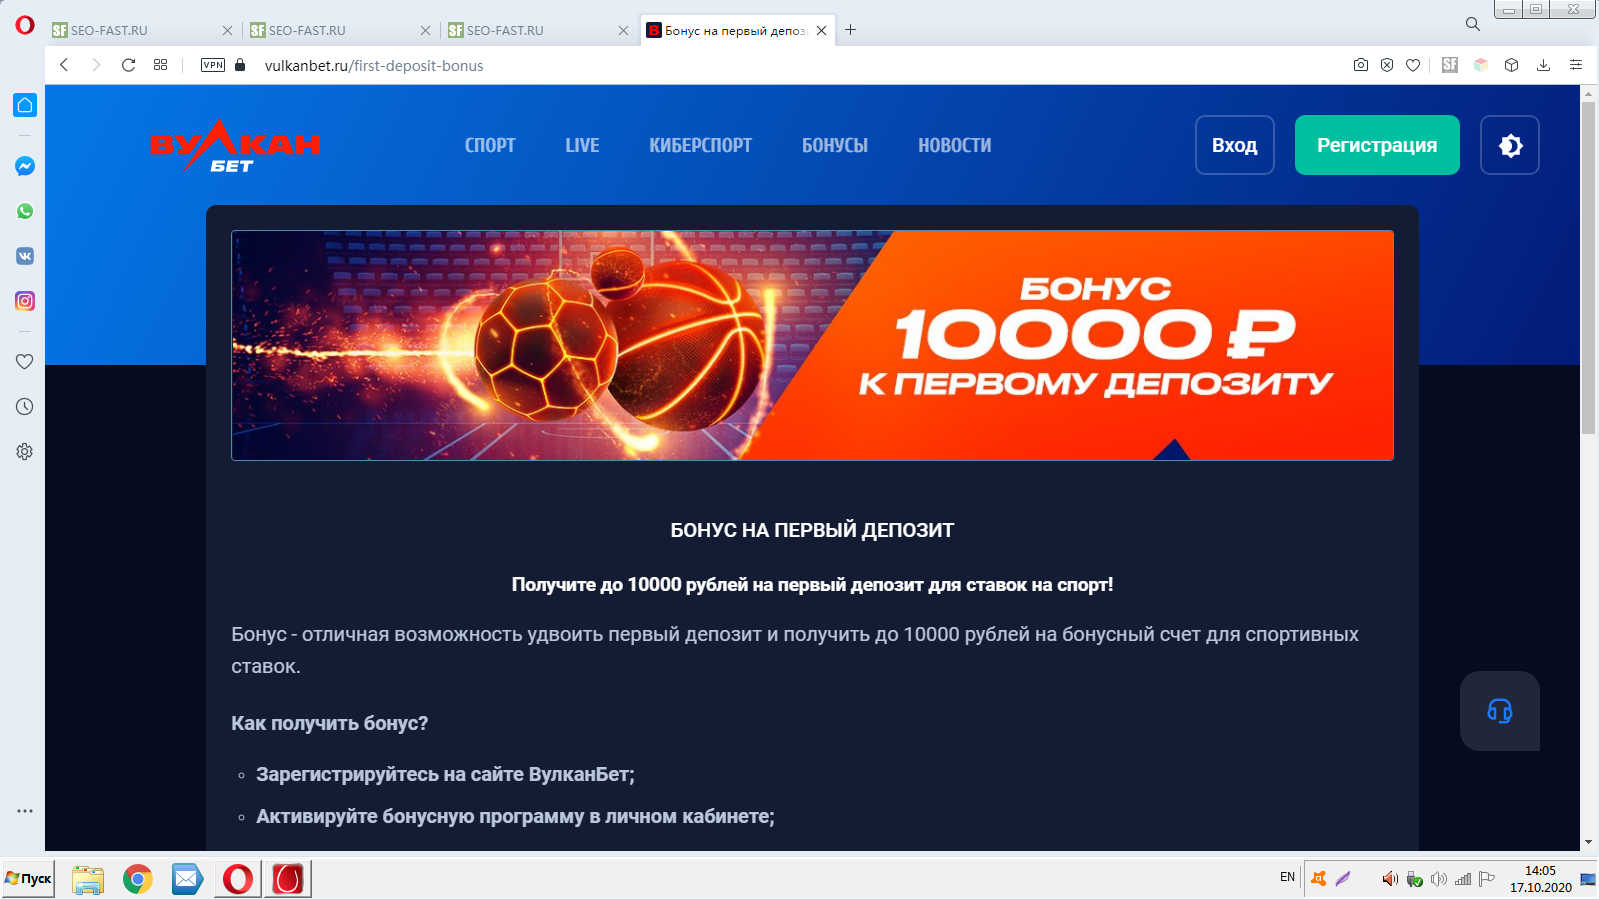 SEO-FAST.RU
SEO-FAST.RU
SEO-FAST.RU
Бонус на первый депоз
VPN
vulkanbet.ru/first-deposit-bonus
SF
ВУЛКАН
БЕТ
СПОРТ
LIVE
КИБЕРСПОРТ
БОНУСЫ
НОВОСТИ
Вход
Регистрация
БОНУС
10000 ₽
К ПЕРВОМУ ДЕПОЗИТУ
БОНУС НА ПЕРВЫЙ ДЕПОЗИТ
Получите до 10000 рублей на первый депозит для ставок на спорт!
Бонус - отличная возможность удвоить первый депозит и получить до 10000 рублей на бонусный счет для спортивных
ставок.
Как получить бонус?
Зарегистрируйтесь на сайте ВулканБет;
Активируйте бонусную программу в личном кабинете;
Пуск
EN
14:05
17.10.2020